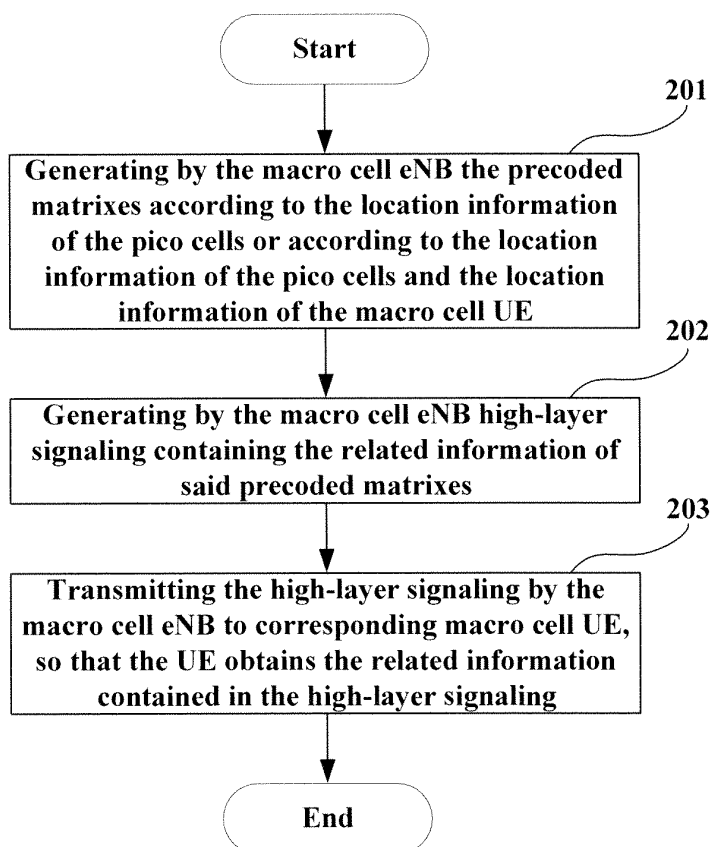 Start
201
Generating by the macro cell eNB the precoded
matrixes according to the location information
of the pico cells or according to the location
information of the pico cells and the location
information of the macro cell UE
202
Generating by the macro cell eNB high-layer
signaling containing the related information of
said precoded matrixes
203
Transmitting the high-layer signaling by the
macro cell eNB to corresponding macro cell UE,
so that the UE obtains the related information
contained in the high-layer signaling
End